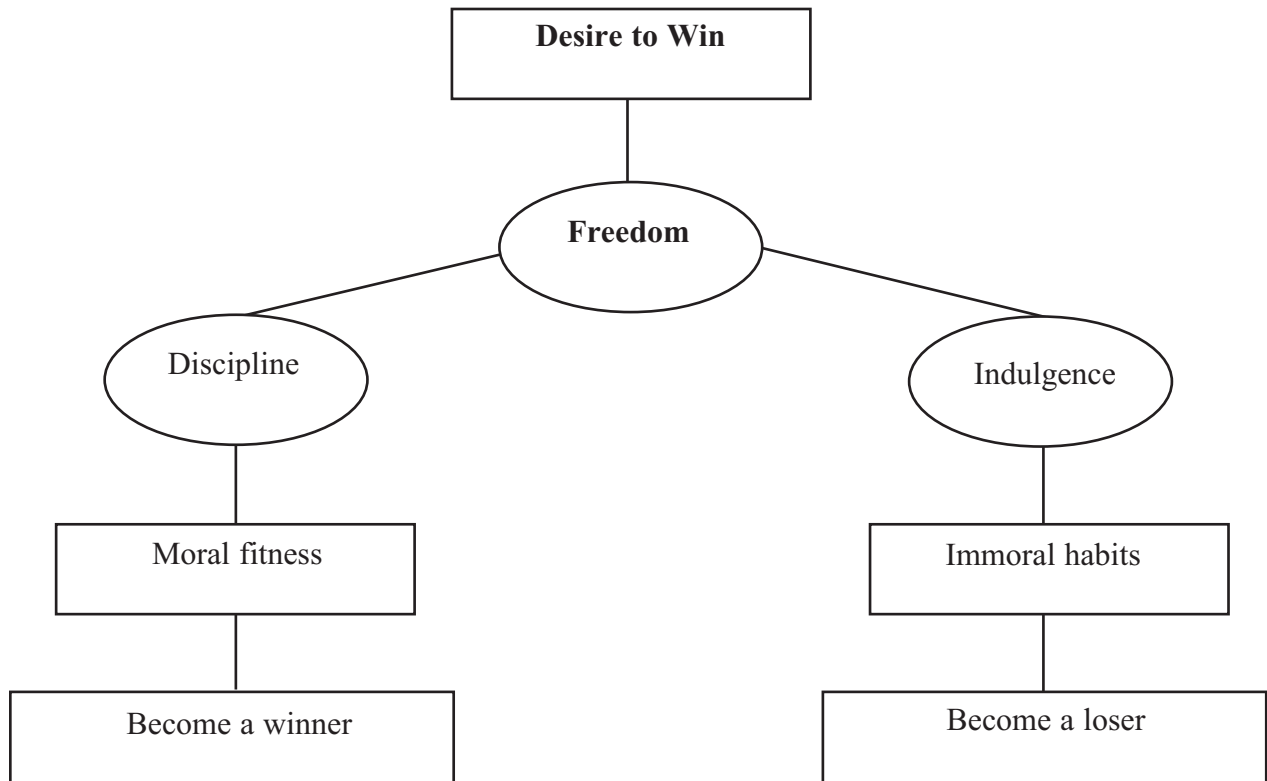 Desire to Win
Freedom
Discipline
Indulgence
Moral fitness
Immoral habits
Become a winner
Become a loser